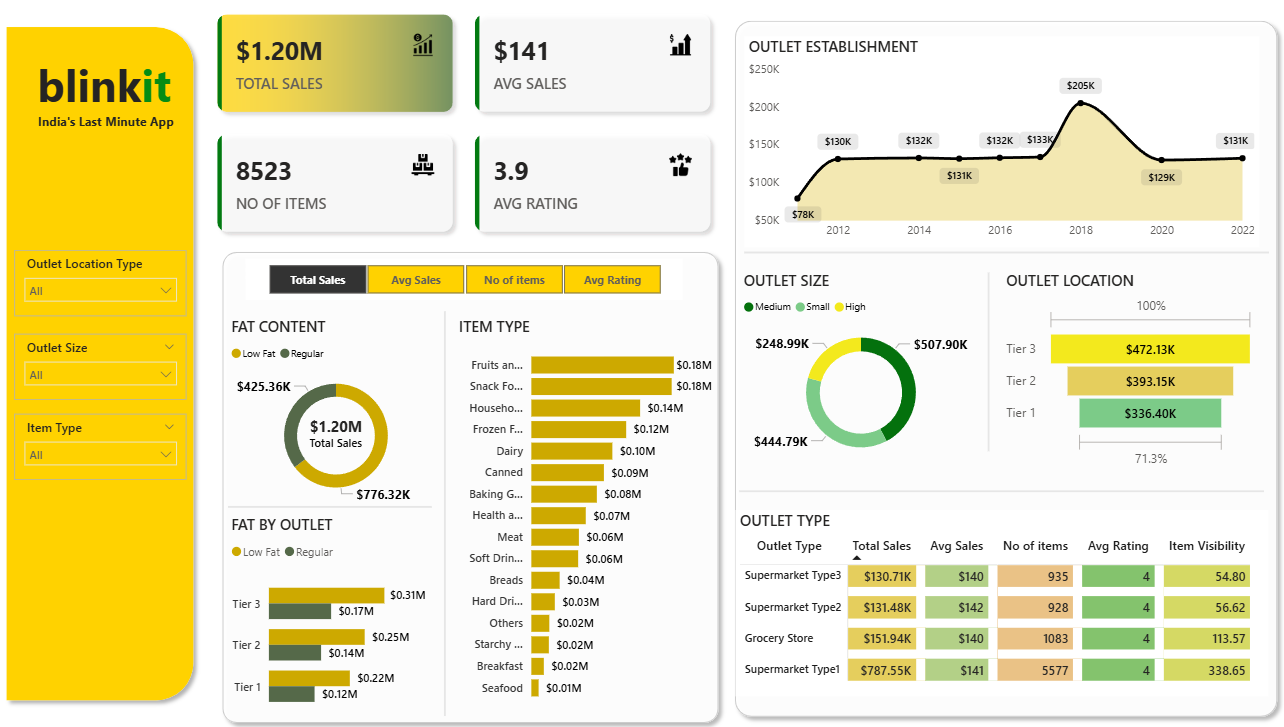 blinkit
India's Last Minute App
Outlet Location Type
All
Outlet Size
All
Item Type
All
$1.20M
TOTAL SALES
$141
AVG SALES
8523
NO OF ITEMS
3.9
AVG RATING
Total Sales
Avg Sales
No of items
Avg Rating
FAT CONTENT
Low Fat Regular
$425.36K
$1.20M
Total Sales
$776.32K
FAT BY OUTLET
Low Fat Regular
Tier 3 $0.31M
$0.17M
Tier 2 $0.25M
$0.14M
Tier 1 $0.22M
$0.12M
ITEM TYPE
Fruits an... $0.18M
Snack Fo... $0.18M
Househo... $0.14M
Frozen F... $0.12M
Dairy $0.10M
Canned $0.09M
Baking G... $0.08M
Health a... $0.07M
Meat $0.06M
Soft Drin... $0.06M
Breads $0.04M
Hard Dri... $0.03M
Others $0.02M
Starchy ... $0.02M
Breakfast $0.02M
Seafood $0.01M
OUTLET ESTABLISHMENT
$250K
$200K
$150K
$100K
$50K
$78K
$130K
$132K
$131K
$132K
$133K
$205K
$129K
$131K
2012 2014 2016 2018 2020 2022
OUTLET SIZE
Medium Small High
$248.99K
$507.90K
$444.79K
OUTLET LOCATION
100%
Tier 3 $472.13K
Tier 2 $393.15K
Tier 1 $336.40K
71.3%
OUTLET TYPE
Outlet Type Total Sales Avg Sales No of items Avg Rating Item Visibility
Supermarket Type3 $130.71K $140 935 4 54.80
Supermarket Type2 $131.48K $142 928 4 56.62
Grocery Store $151.94K $140 1083 4 113.57
Supermarket Type1 $787.55K $141 5577 4 338.65